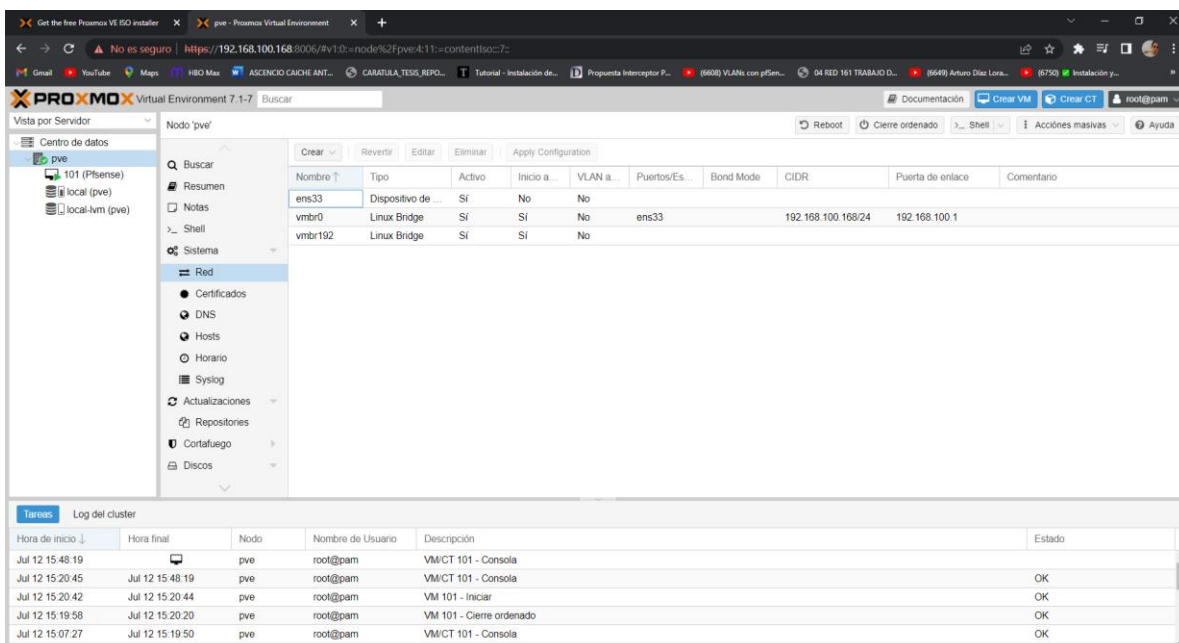 Get the free Proxmox VE ISO installer
pve - Proxmox Virtual Environment
No es seguro | https://192.168.100.168:8006/#v1:0:=node%2Fpve:4:11:=contentIso:::7::
Gmail YouTube Maps HBO Max ASCENCIO CAICHE ANT... CARATULA_TESIS_REPO... Tutorial - Instalación de... Propuesta Interceptor P... (6608) VLANs con pfSen... 04 RED 161 TRABAJO D... (6649) Arturo Díaz Lora... (6750) Instalación y... »
PROXMOX Virtual Environment 7.1-7 Buscar Documentación Crear VM Crear CT root@pam
Vista por Servidor
Centro de datos
pve
101 (Pfsense)
local (pve)
local-lvm (pve)
Nodo 'pve' Reboot Cierre ordenado >_ Shell Acciónes masivas Ayuda
Buscar
Resumen
Notas
>_ Shell
Sistema
Red
Certificados
DNS
Hosts
Horario
Syslog
Actualizaciones
Repositories
Cortafuego
Discos
Crear Revertir Editar Eliminar Apply Configuration
Nombre ↑ Tipo Activo Inicio a... VLAN a... Puertos/Es... Bond Mode CIDR Puerta de enlace Comentario
ens33 Dispositivo de ... Sí No No
vmbr0 Linux Bridge Sí Sí No ens33 192.168.100.168/24 192.168.100.1
vmbr192 Linux Bridge Sí Sí No
Tareas Log del cluster
Hora de inicio ↓ Hora final Nodo Nombre de Usuario Descripción Estado
Jul 12 15:48:19 pve root@pam VM/CT 101 - Consola
Jul 12 15:20:45 Jul 12 15:48:19 pve root@pam VM/CT 101 - Consola OK
Jul 12 15:20:42 Jul 12 15:20:44 pve root@pam VM 101 - Iniciar OK
Jul 12 15:19:58 Jul 12 15:20:20 pve root@pam VM 101 - Cierre ordenado OK
Jul 12 15:07:27 Jul 12 15:19:50 pve root@pam VM/CT 101 - Consola OK